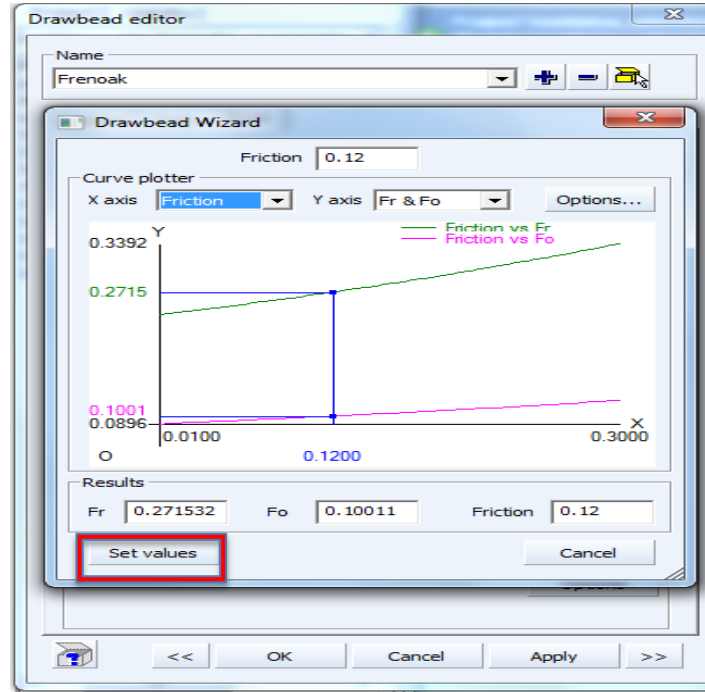 Drawbead editor
Name
Frenoak
Drawbead Wizard
Friction 0.12
Curve plotter
X axis Friction Y axis Fr & Fo Options...
Y
Friction vs Fr
Friction vs Fo
0.3392
0.2715
0.1001
0.0896
X
0.0100
0.3000
O
0.1200
Results
Fr 0.271532 Fo 0.10011 Friction 0.12
Set values Cancel
<< OK Cancel Apply >>